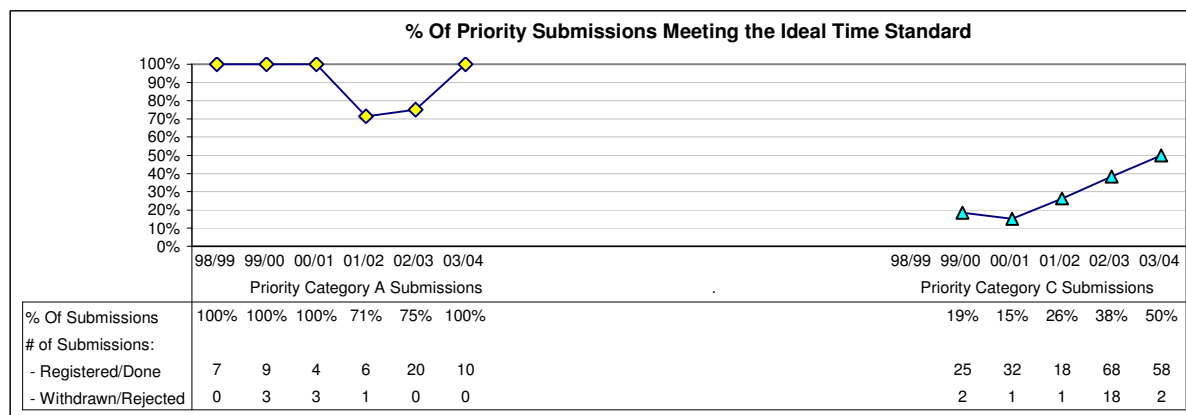 % Of Priority Submissions Meeting the Ideal Time Standard
100%
90%
80%
70%
60%
50%
40%
30%
20%
10%
0%
98/99 99/00 00/01 01/02 02/03 03/04 98/99 99/00 00/01 01/02 02/03 03/04
Priority Category A Submissions . Priority Category C Submissions
% Of Submissions 100% 100% 100% 71% 75% 100% 19% 15% 26% 38% 50%
# of Submissions:
- Registered/Done 7 9 4 6 20 10 25 32 18 68 58
- Withdrawn/Rejected 0 3 3 1 0 0 2 1 1 18 2